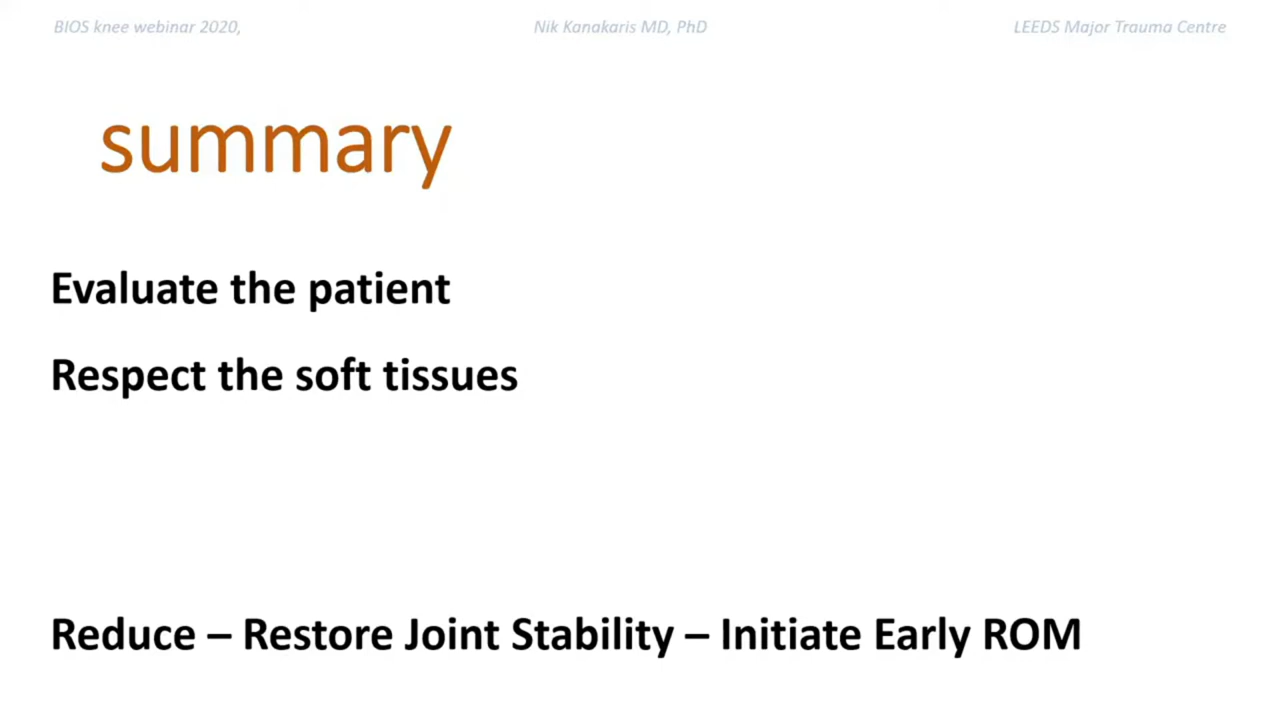 BIOS knee webinar 2020, Nik Kanakaris MD, PhD LEEDS Major Trauma Centre
summary
Evaluate the patient
Respect the soft tissues
Reduce – Restore Joint Stability – Initiate Early ROM